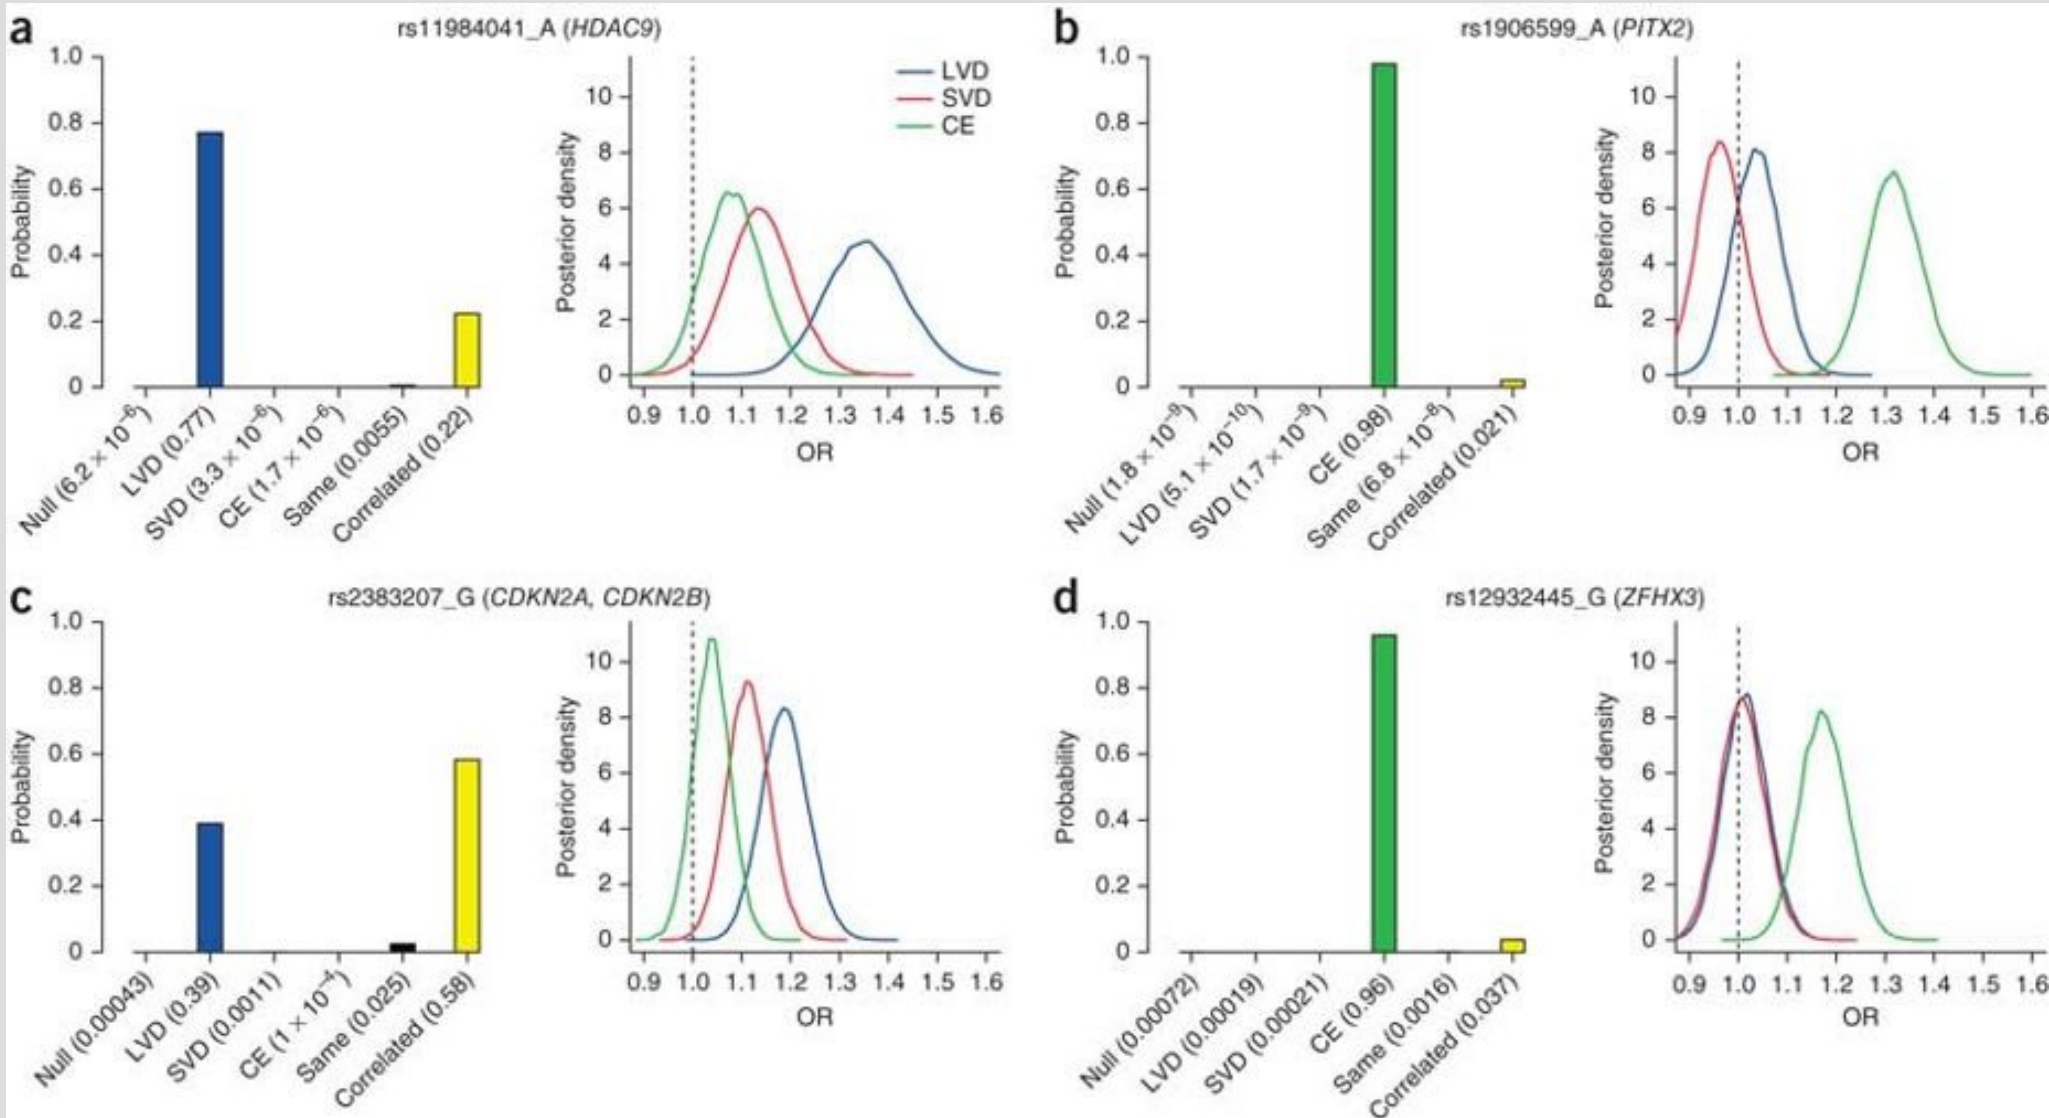 a
rs11984041_A (HDAC9)
Probability
1.0
0.8
0.6
0.4
0.2
0
Null (6.2 × 10⁻⁶)
LVD (0.77)
SVD (3.3 × 10⁻⁶)
CE (1.7 × 10⁻⁶)
Same (0.0055)
Correlated (0.22)
Posterior density
10
8
6
4
2
0
LVD
SVD
CE
0.9 1.0 1.1 1.2 1.3 1.4 1.5 1.6
OR
b
rs1906599_A (PITX2)
Probability
1.0
0.8
0.6
0.4
0.2
0
Null (1.8 × 10⁻⁹)
LVD (5.1 × 10⁻¹⁰)
SVD (1.7 × 10⁻⁹)
CE (0.98)
Same (6.8 × 10⁻⁸)
Correlated (0.021)
Posterior density
10
8
6
4
2
0
0.9 1.0 1.1 1.2 1.3 1.4 1.5 1.6
OR
c
rs2383207_G (CDKN2A, CDKN2B)
Probability
1.0
0.8
0.6
0.4
0.2
0
Null (0.00043)
LVD (0.39)
SVD (0.0011)
CE (1 × 10⁻⁴)
Same (0.025)
Correlated (0.58)
Posterior density
10
8
6
4
2
0
0.9 1.0 1.1 1.2 1.3 1.4 1.5 1.6
OR
d
rs12932445_G (ZFHX3)
Probability
1.0
0.8
0.6
0.4
0.2
0
Null (0.00072)
LVD (0.00019)
SVD (0.00021)
CE (0.96)
Same (0.0016)
Correlated (0.037)
Posterior density
10
8
6
4
2
0
0.9 1.0 1.1 1.2 1.3 1.4 1.5 1.6
OR